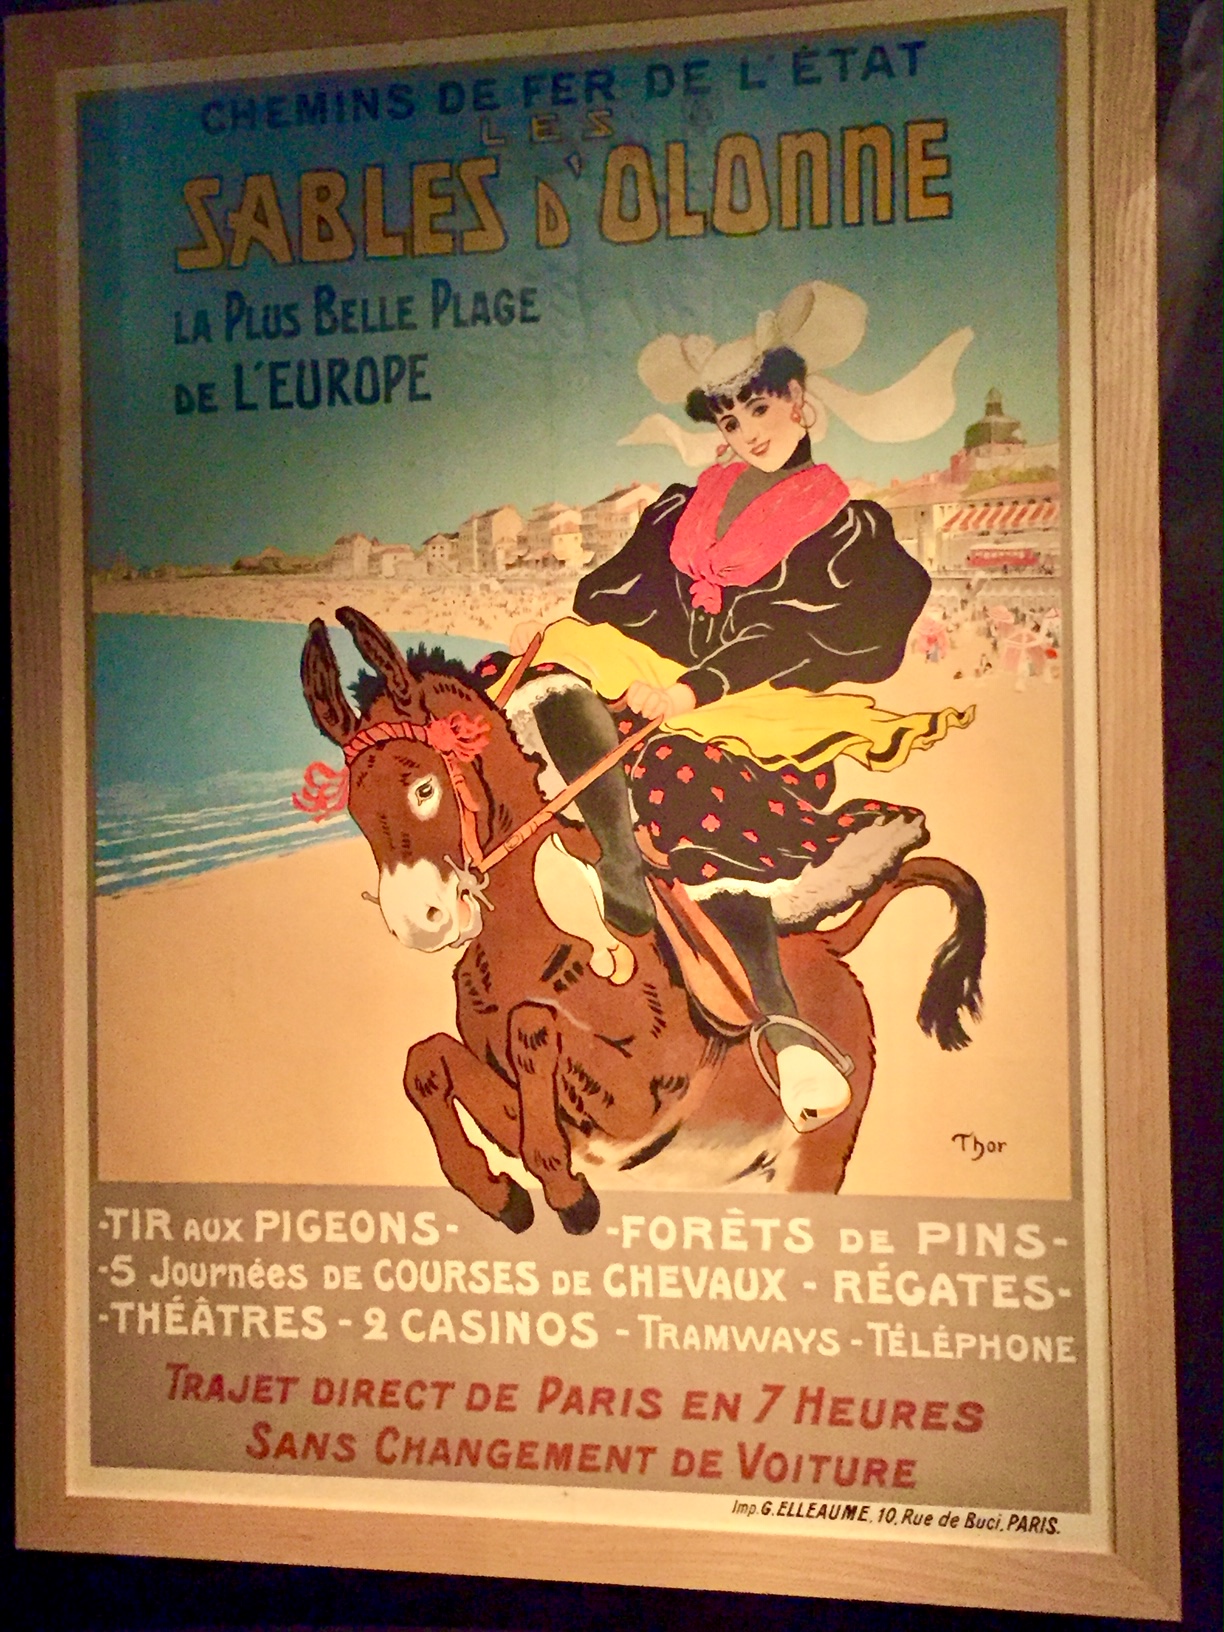 CHEMINS DE FER DE L'ÉTAT
LES
SABLES D'OLONNE
LA PLUS BELLE PLAGE
DE L'EUROPE
Thor
-TIR AUX PIGEONS- -FORÊTS DE PINS-
-5 Journées DE COURSES DE CHEVAUX - RÉGATES-
-THÉÂTRES - 2 CASINOS - TRAMWAYS - TÉLÉPHONE
TRAJET DIRECT DE PARIS EN 7 HEURES
SANS CHANGEMENT DE VOITURE
Imp. G. ELLEAUME, 10, Rue de Buci, PARIS.